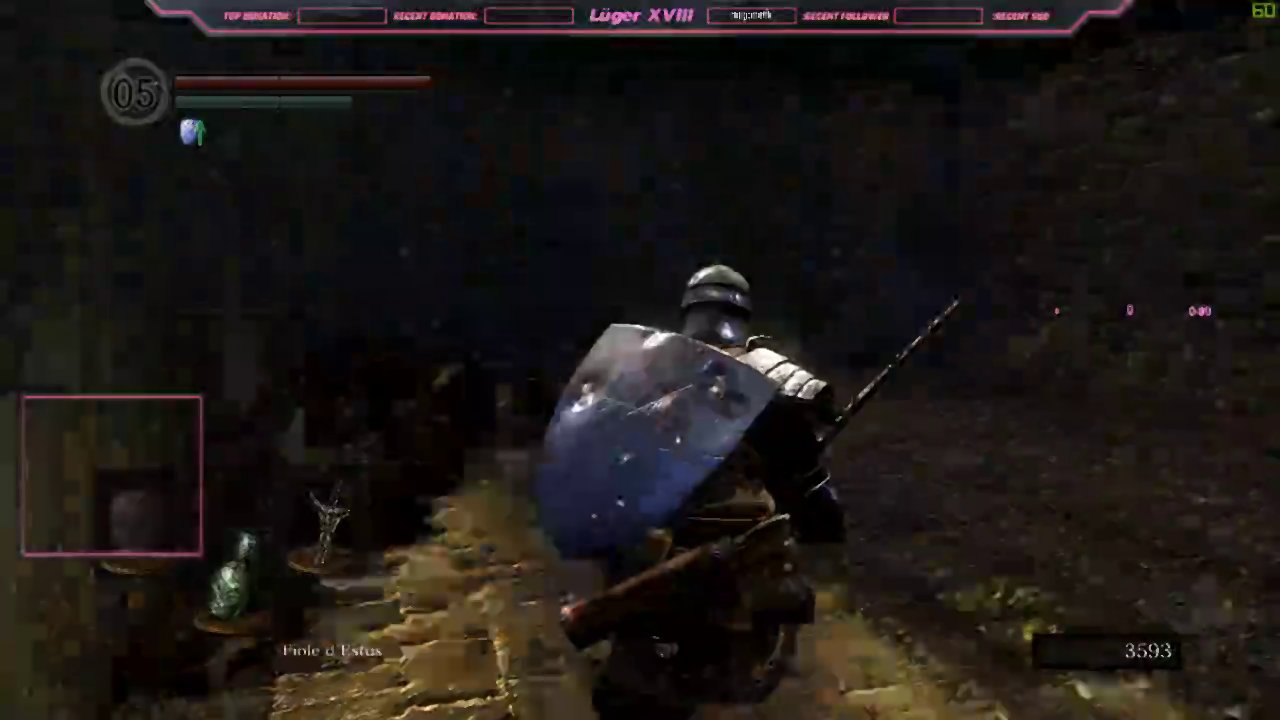 TOP DONATION:
RECENT DONATION:
Lüger XVIII
:RECENT FOLLOWER
:RECENT SUB
60
05
Fiole d'Estus
3593